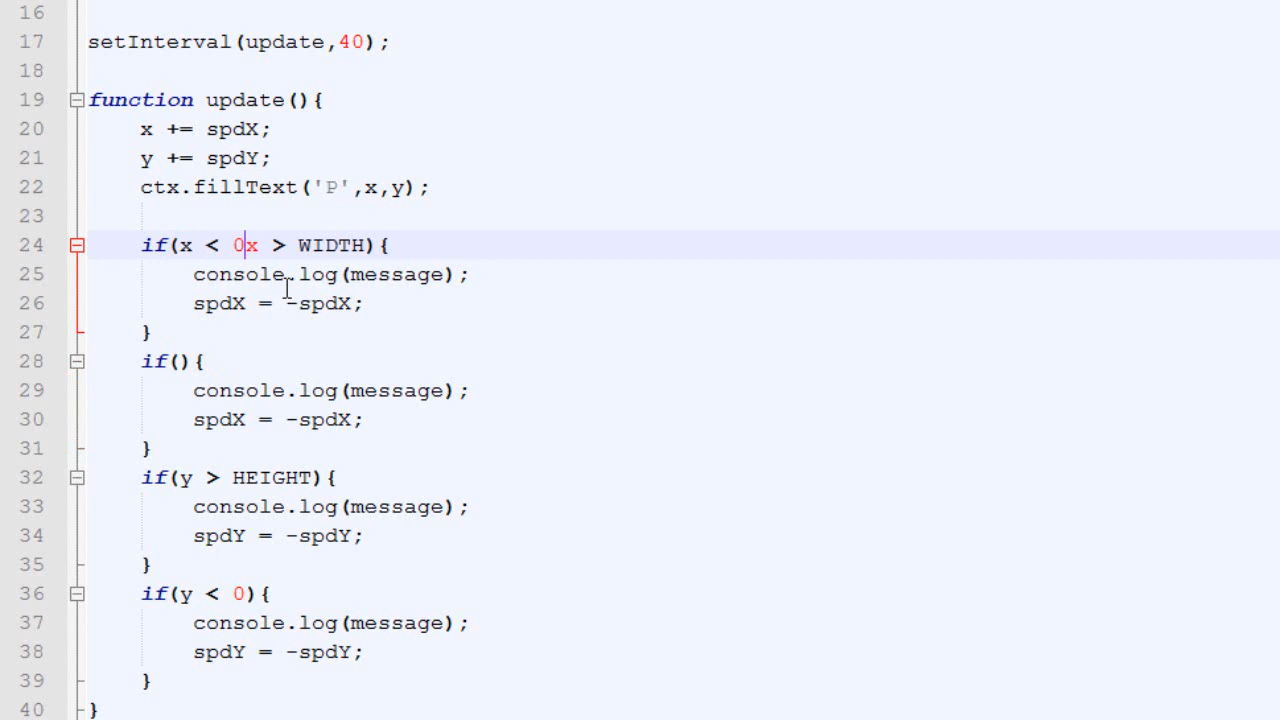 16
17 setInterval(update,40);
18
19 function update(){
20 x += spdX;
21 y += spdY;
22 ctx.fillText('P',x,y);
23
24 if(x < 0x > WIDTH){
25 console.log(message);
26 spdX = -spdX;
27 }
28 if(){
29 console.log(message);
30 spdX = -spdX;
31 }
32 if(y > HEIGHT){
33 console.log(message);
34 spdY = -spdY;
35 }
36 if(y < 0){
37 console.log(message);
38 spdY = -spdY;
39 }
40 }